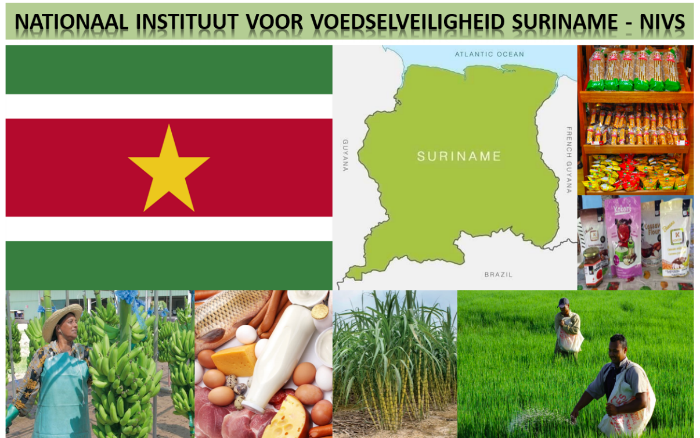 NATIONAAL INSTITUUT VOOR VOEDSELVEILIGHEID SURINAME - NIVS
ATLANTIC OCEAN
GUYANA
SURINAME
FRENCH GUYANA
BRAZIL